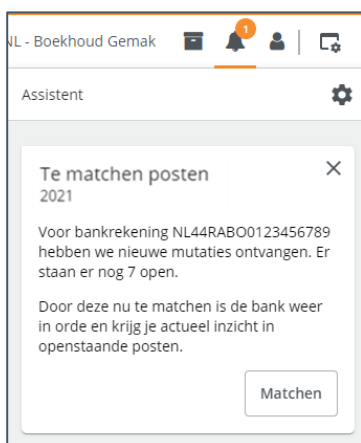 NL - Boekhoud Gemak
1
Assistent
Te matchen posten
2021
Voor bankrekening NL44RABO0123456789
hebben we nieuwe mutaties ontvangen. Er
staan er nog 7 open.
Door deze nu te matchen is de bank weer
in orde en krijg je actueel inzicht in
openstaande posten.
Matchen